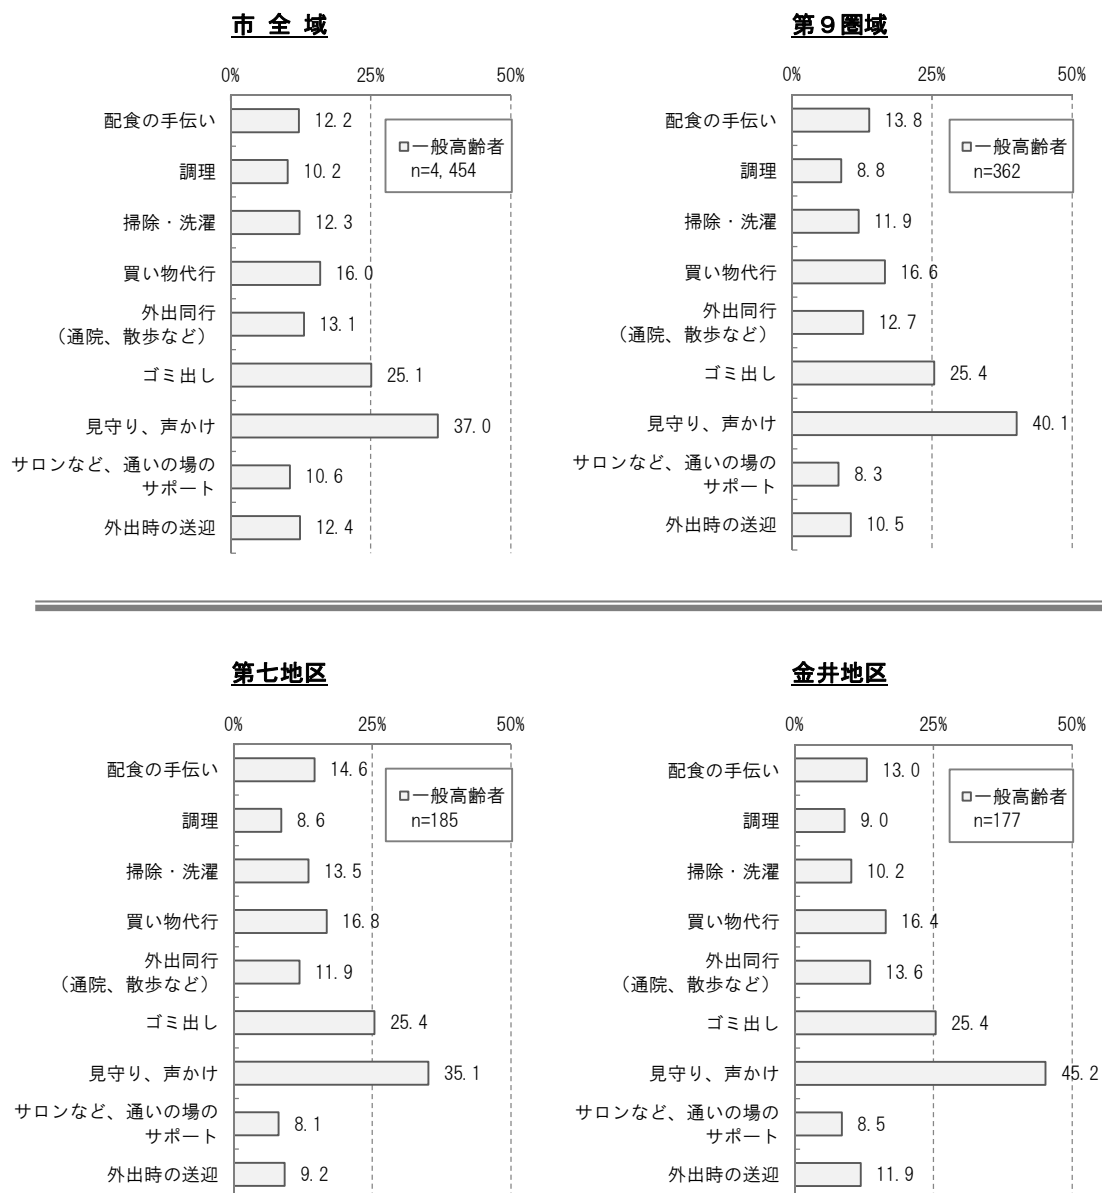 市 全 域
0% 25% 50%
配食の手伝い 12.2
調理 10.2
掃除・洗濯 12.3
買い物代行 16.0
外出同行
（通院、散歩など） 13.1
ゴミ出し 25.1
見守り、声かけ 37.0
サロンなど、通いの場の
サポート 10.6
外出時の送迎 12.4
一般高齢者
n=4,454
第９圏域
0% 25% 50%
配食の手伝い 13.8
調理 8.8
掃除・洗濯 11.9
買い物代行 16.6
外出同行
（通院、散歩など） 12.7
ゴミ出し 25.4
見守り、声かけ 40.1
サロンなど、通いの場の
サポート 8.3
外出時の送迎 10.5
一般高齢者
n=362
第七地区
0% 25% 50%
配食の手伝い 14.6
調理 8.6
掃除・洗濯 13.5
買い物代行 16.8
外出同行
（通院、散歩など） 11.9
ゴミ出し 25.4
見守り、声かけ 35.1
サロンなど、通いの場の
サポート 8.1
外出時の送迎 9.2
一般高齢者
n=185
金井地区
0% 25% 50%
配食の手伝い 13.0
調理 9.0
掃除・洗濯 10.2
買い物代行 16.4
外出同行
（通院、散歩など） 13.6
ゴミ出し 25.4
見守り、声かけ 45.2
サロンなど、通いの場の
サポート 8.5
外出時の送迎 11.9
一般高齢者
n=177